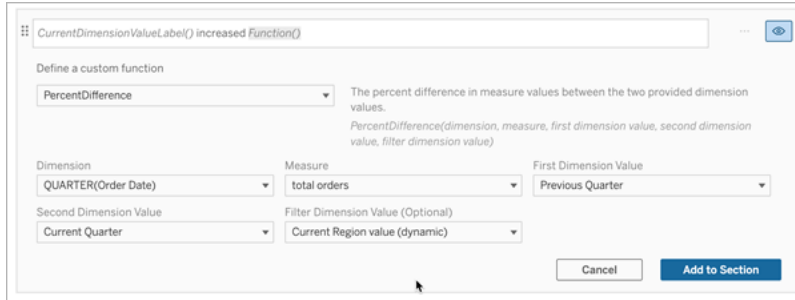 CurrentDimensionValueLabel() increased Function()
Define a custom function
PercentDifference
The percent difference in measure values between the two provided dimension
values.
PercentDifference(dimension, measure, first dimension value, second dimension
value, filter dimension value)
Dimension
Measure
First Dimension Value
QUARTER(Order Date)
total orders
Previous Quarter
Second Dimension Value
Filter Dimension Value (Optional)
Current Quarter
Current Region value (dynamic)
Cancel
Add to Section